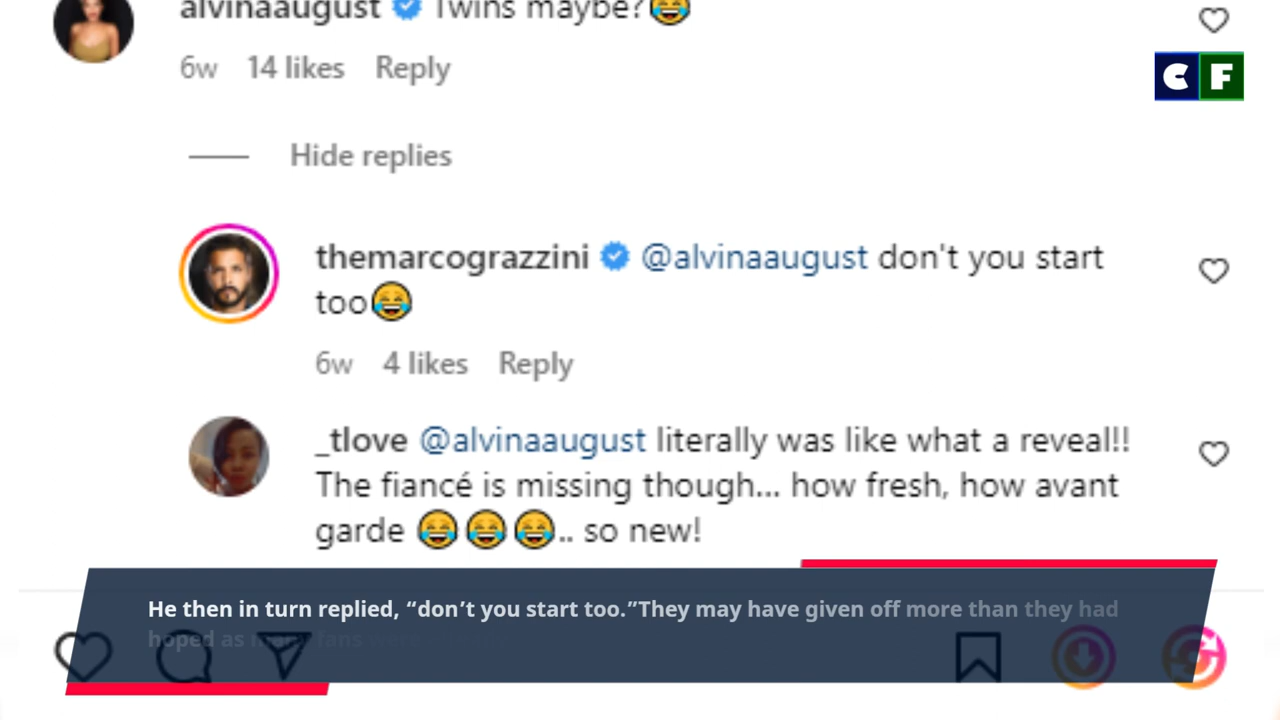 alvinaaugust Twins maybe?😂
6w 14 likes Reply
C F
Hide replies
themarcograzzini @alvinaaugust don't you start
too😂
6w 4 likes Reply
_tlove @alvinaaugust literally was like what a reveal!!
The fiancé is missing though... how fresh, how avant
garde 😂😂😂.. so new!
He then in turn replied, “don’t you start too.”They may have given off more than they had
hoped as many fans were